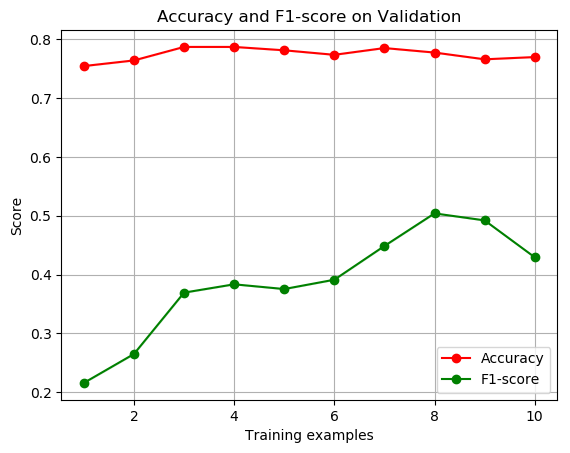 Accuracy and F1-score on Validation
0.8
0.7
0.6
0.5
0.4
0.3
0.2
Score
2
4
6
8
10
Training examples
Accuracy
F1-score